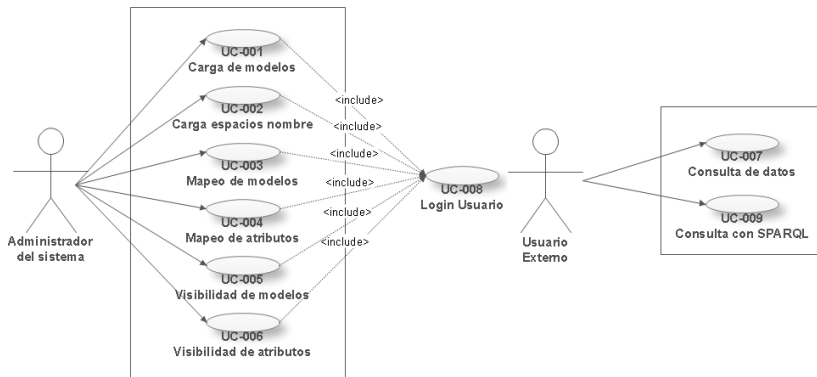 UC-001
Carga de modelos
<include>
UC-002
Carga espacios nombre
<include>
UC-003
Mapeo de modelos
<include>
UC-004
Mapeo de atributos
<include>
UC-005
Visibilidad de modelos
<include>
UC-006
Visibilidad de atributos
<include>
Administrador
del sistema
UC-008
Login Usuario
Usuario
Externo
UC-007
Consulta de datos
UC-009
Consulta con SPARQL